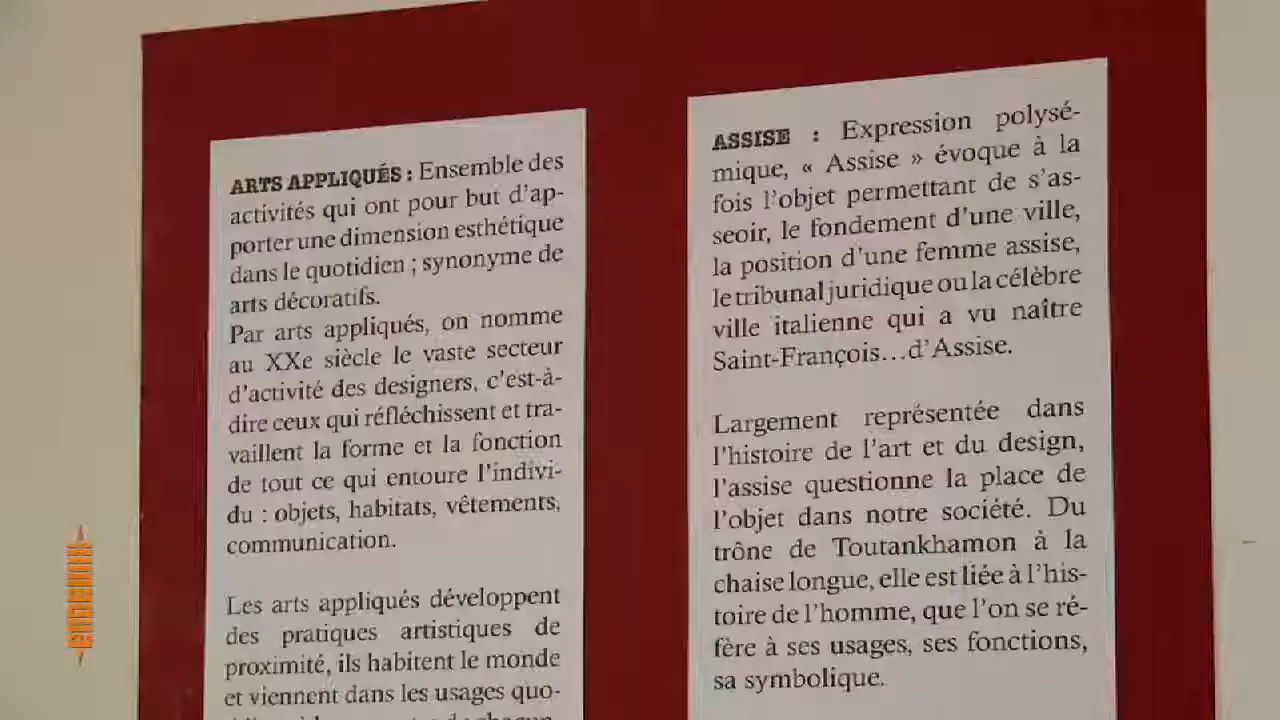 ARTS APPLIQUÉS : Ensemble des
activités qui ont pour but d'ap-
porter une dimension esthétique
dans le quotidien ; synonyme de
arts décoratifs.
Par arts appliqués, on nomme
au XXe siècle le vaste secteur
d'activité des designers, c'est-à-
dire ceux qui réfléchissent et tra-
vaillent la forme et la fonction
de tout ce qui entoure l'indivi-
du : objets, habitats, vêtements,
communication.
Les arts appliqués développent
des pratiques artistiques de
proximité, ils habitent le monde
et viennent dans les usages quo-
ASSISE : Expression polysé-
mique, « Assise » évoque à la
fois l'objet permettant de s'as-
seoir, le fondement d'une ville,
la position d'une femme assise,
le tribunal juridique ou la célèbre
ville italienne qui a vu naître
Saint-François...d'Assise.
Largement représentée dans
l'histoire de l'art et du design,
l'assise questionne la place de
l'objet dans notre société. Du
trône de Toutankhamon à la
chaise longue, elle est liée à l'his-
toire de l'homme, que l'on se ré-
fère à ses usages, ses fonctions,
sa symbolique.